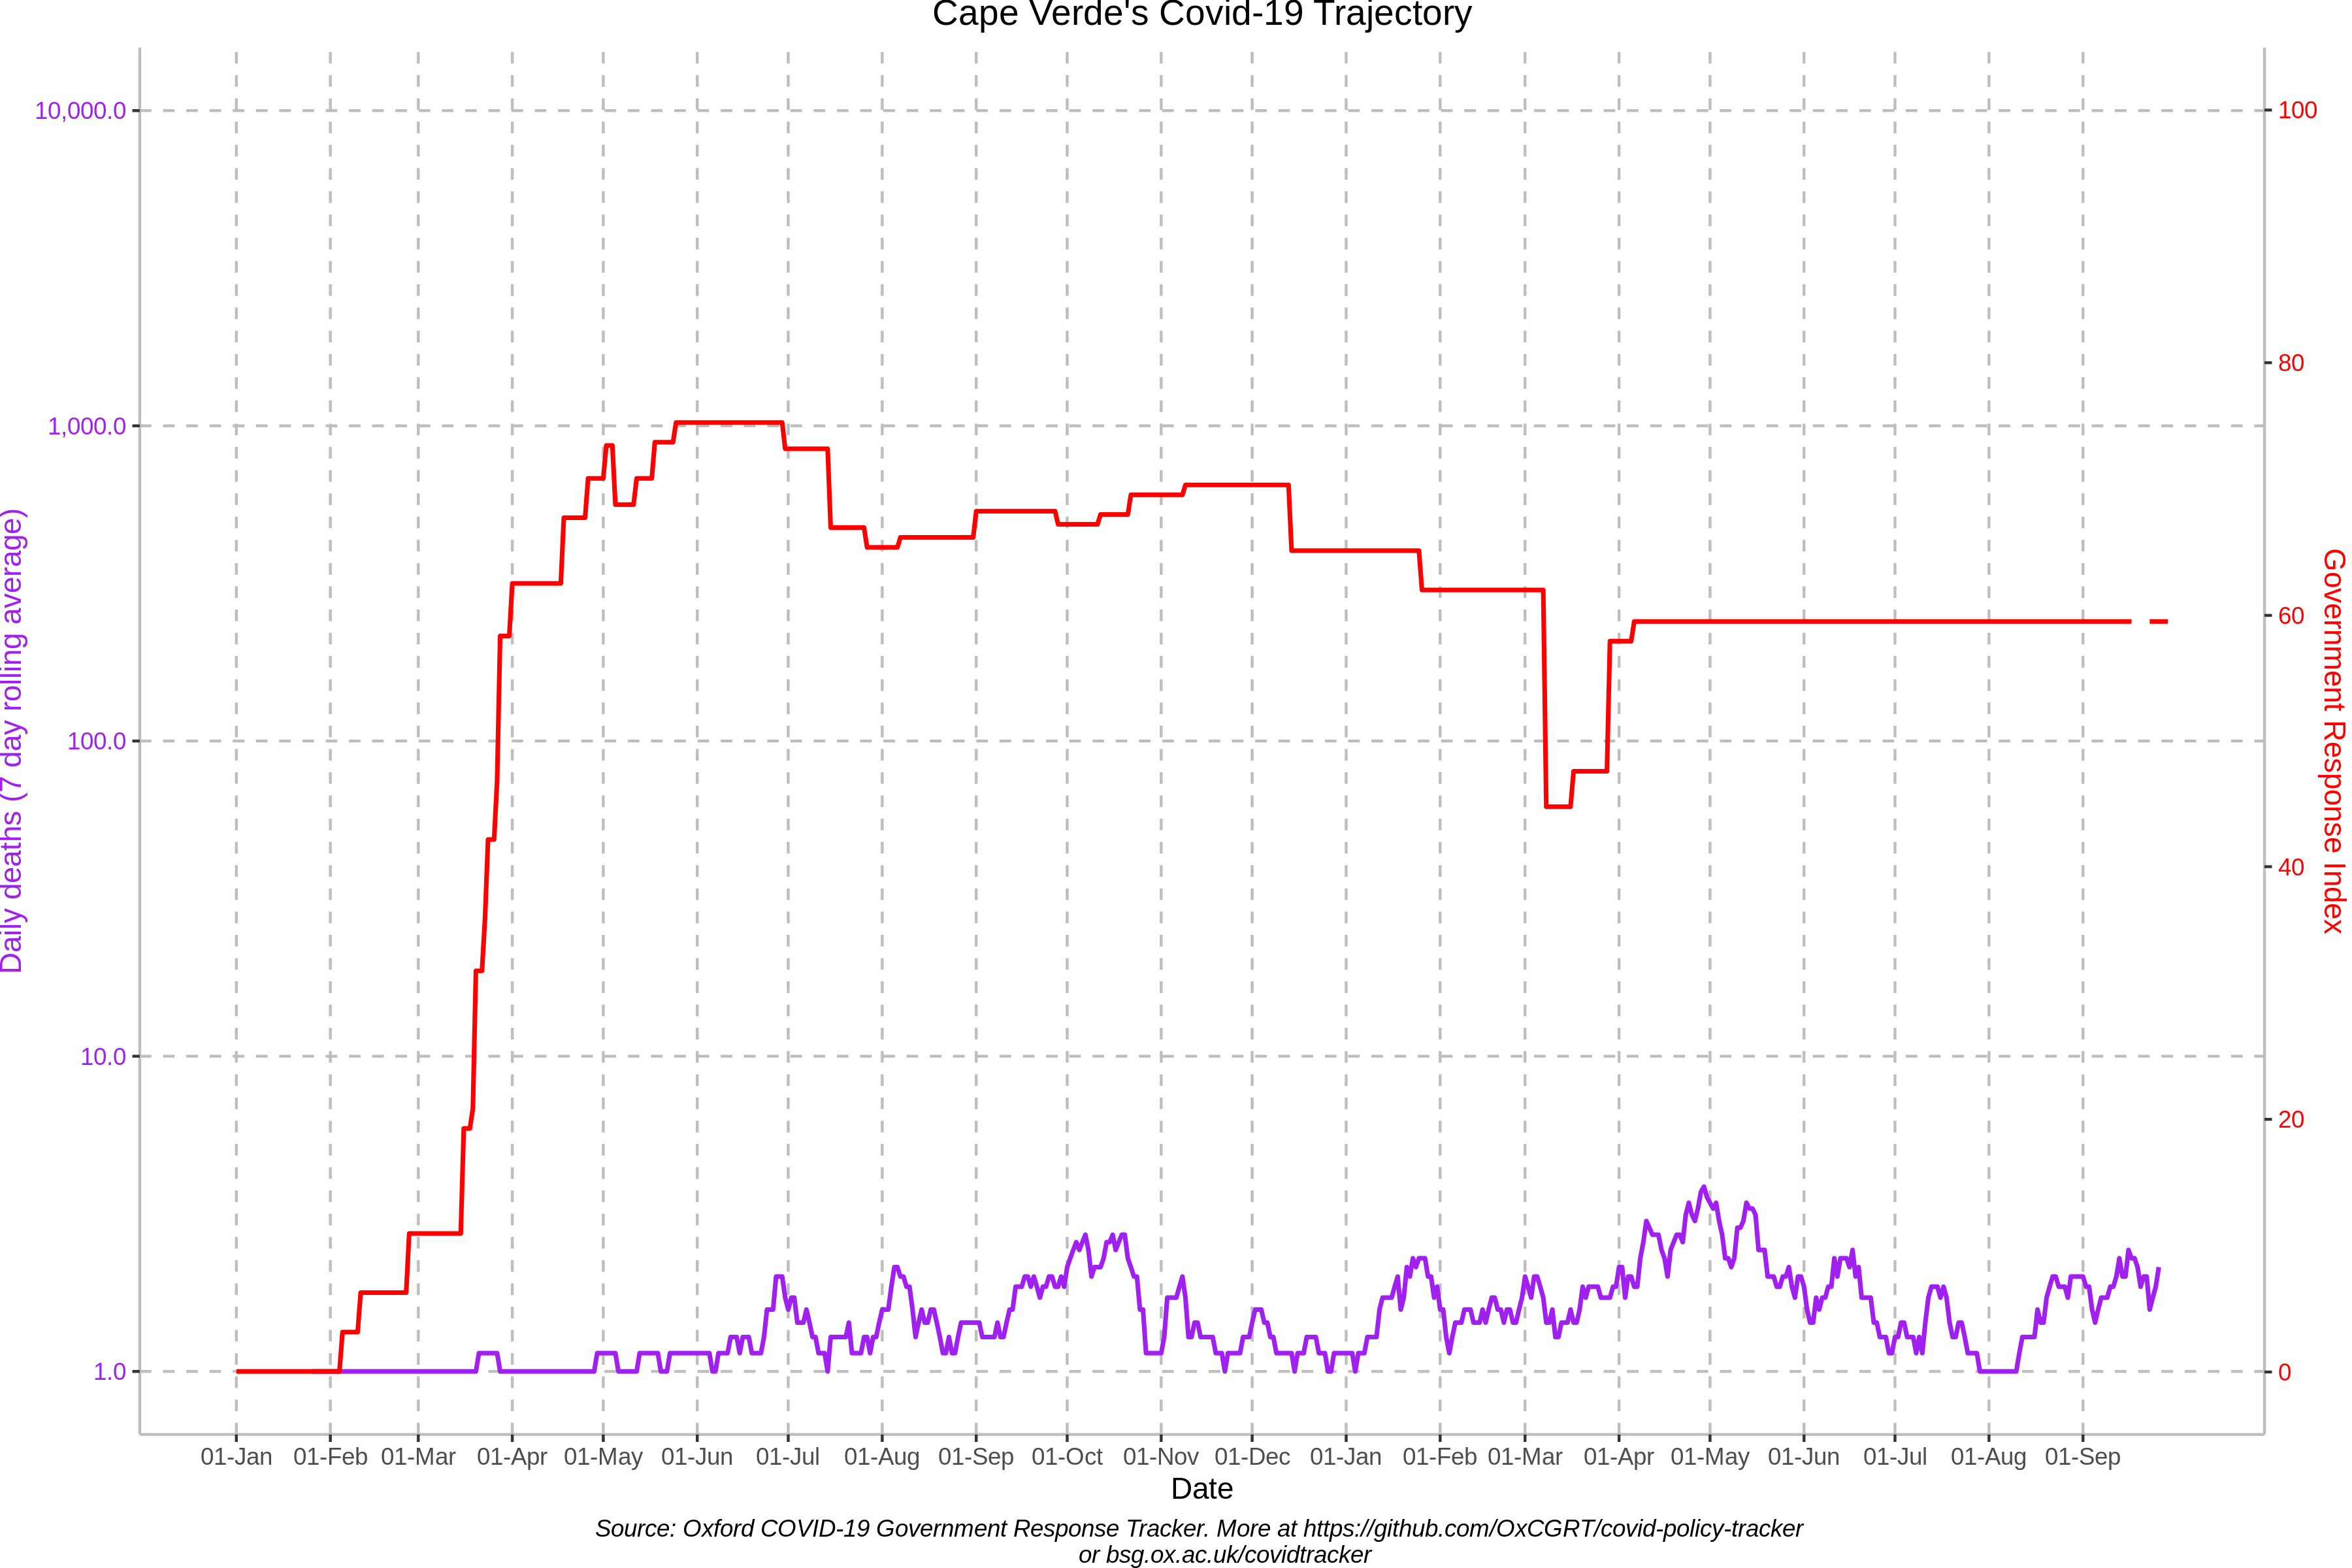 Cape Verde's Covid-19 Trajectory
10,000.0
1,000.0
100.0
10.0
1.0
Daily deaths (7 day rolling average)
100
80
60
40
20
0
Government Response Index
01-Jan 01-Feb 01-Mar 01-Apr 01-May 01-Jun 01-Jul 01-Aug 01-Sep 01-Oct 01-Nov 01-Dec 01-Jan 01-Feb 01-Mar 01-Apr 01-May 01-Jun 01-Jul 01-Aug 01-Sep
Date
Source: Oxford COVID-19 Government Response Tracker. More at https://github.com/OxCGRT/covid-policy-tracker
or bsg.ox.ac.uk/covidtracker